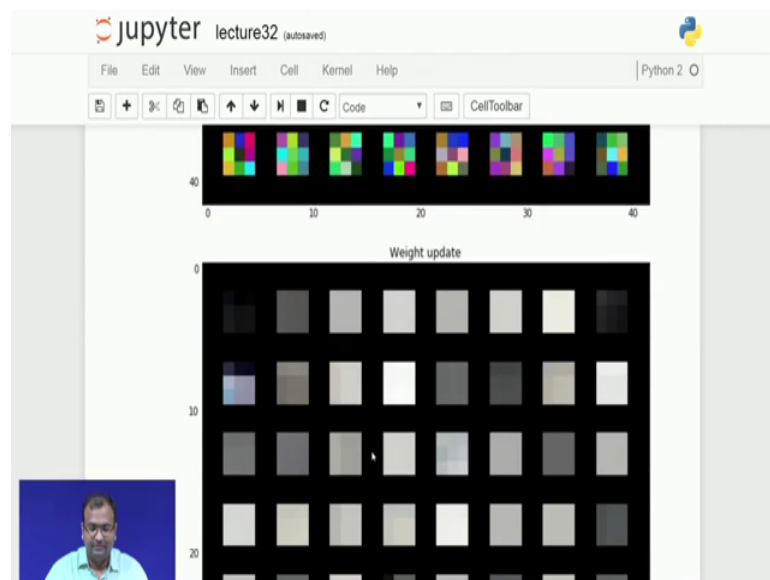 jupyter lecture32 (autosaved)
File Edit View Insert Cell Kernel Help Python 2
Code CellToolbar
40
0 10 20 30 40
Weight update
0
10
20